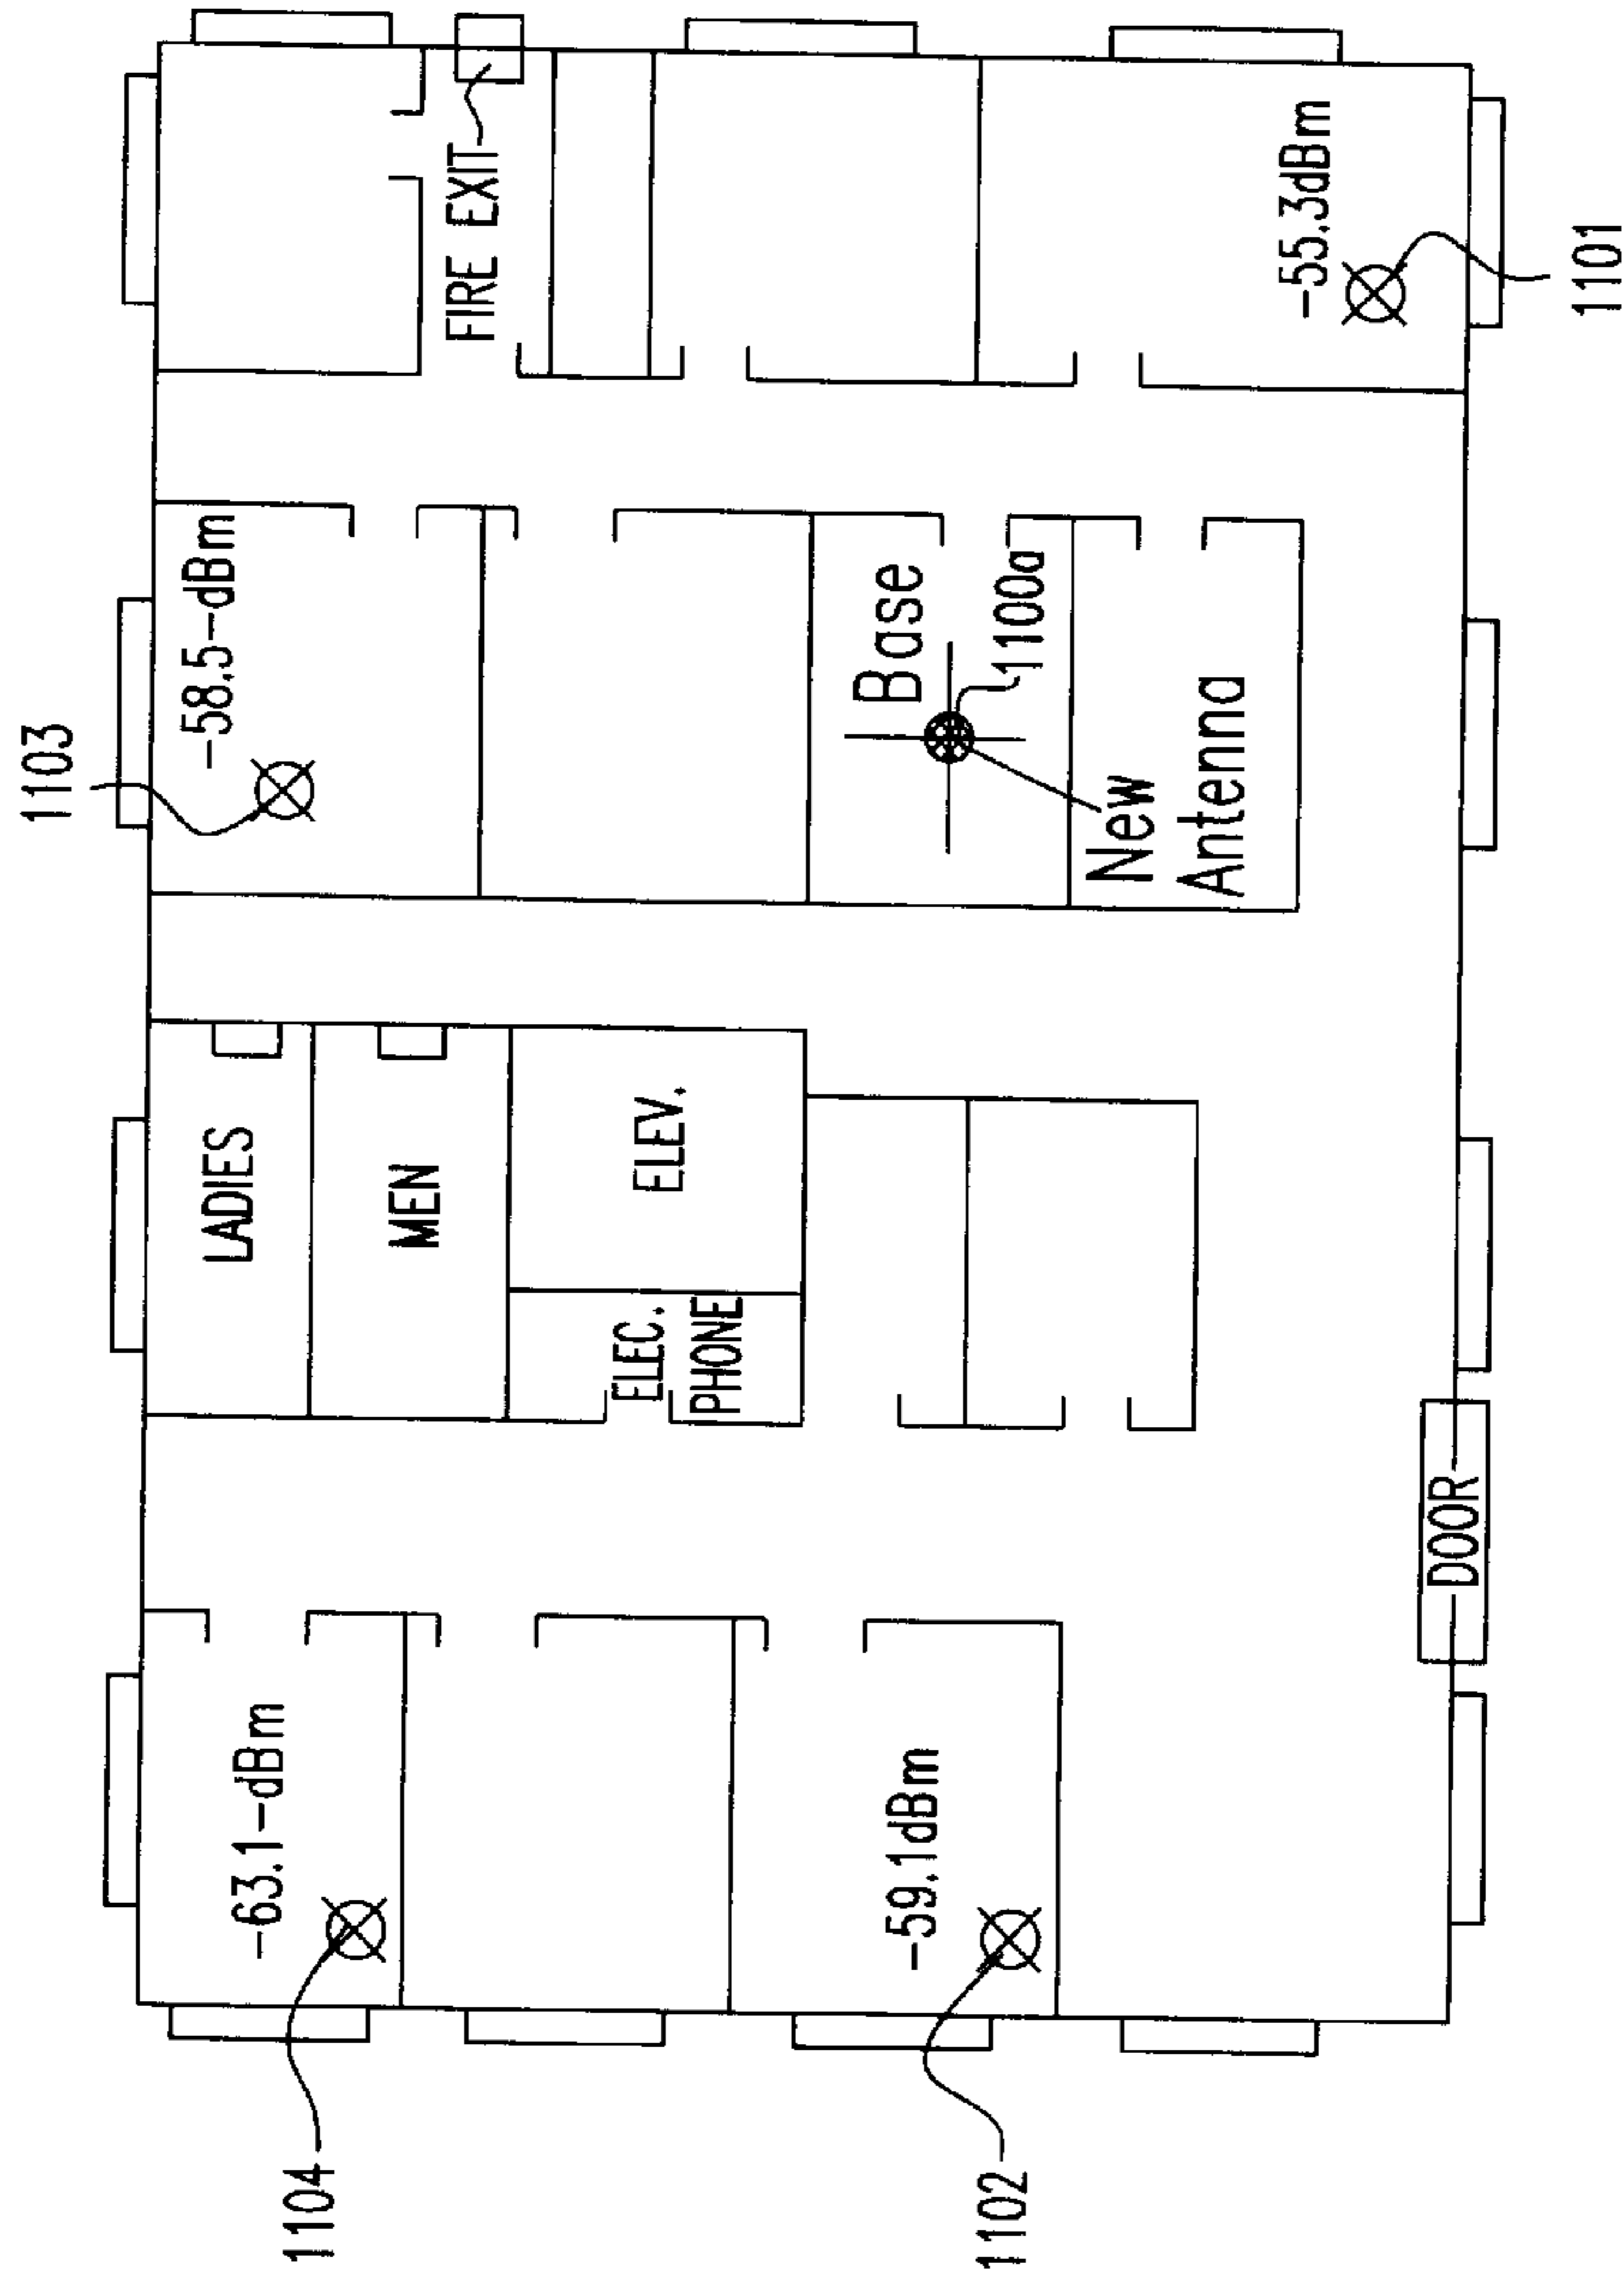 1104
1103
-63.1-dBm
LADIES
-58.5-dBm
MEN
FIRE EXIT
ELEC.
PHONE
ELEV.
-59.1dBm
Base
1102
1100a
New
Antenna
-55.3dBm
DOOR
1101